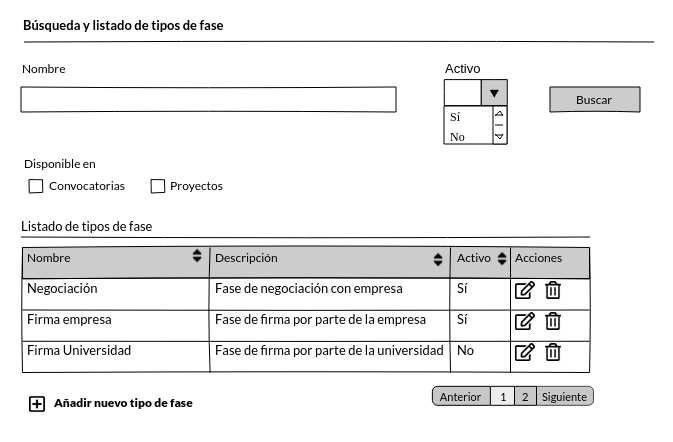 Búsqueda y listado de tipos de fase
Nombre
Activo
Buscar
Sí
No
Disponible en
Convocatorias
Proyectos
Listado de tipos de fase
Nombre Descripción Activo Acciones
Negociación Fase de negociación con empresa Sí
Firma empresa Fase de firma por parte de la empresa Sí
Firma Universidad Fase de firma por parte de la universidad No
Anterior 1 2 Siguiente
Añadir nuevo tipo de fase